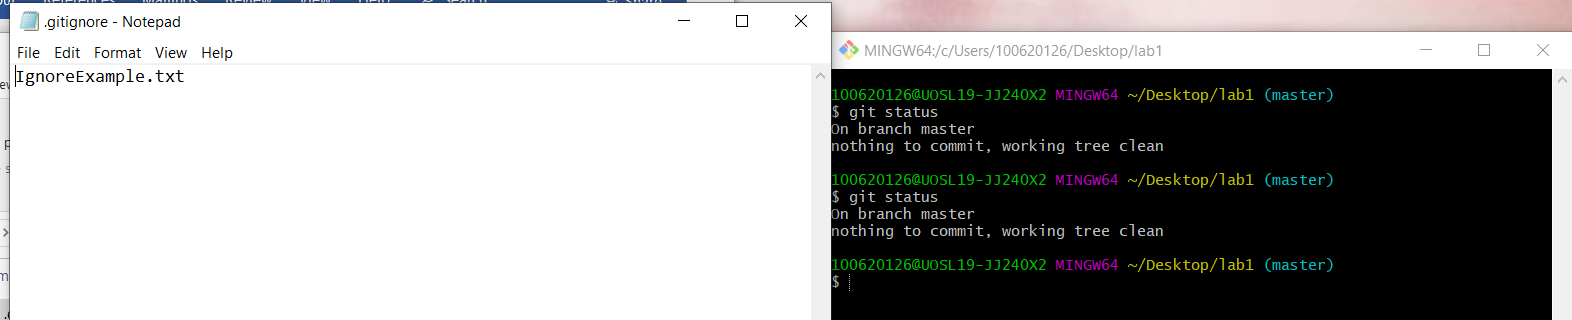 .gitignore - Notepad
File Edit Format View Help
IgnoreExample.txt
MINGW64:/c/Users/100620126/Desktop/lab1
100620126@UOSL19-JJ240X2 MINGW64 ~/Desktop/lab1 (master)
$ git status
On branch master
nothing to commit, working tree clean
100620126@UOSL19-JJ240X2 MINGW64 ~/Desktop/lab1 (master)
$ git status
On branch master
nothing to commit, working tree clean
100620126@UOSL19-JJ240X2 MINGW64 ~/Desktop/lab1 (master)
$